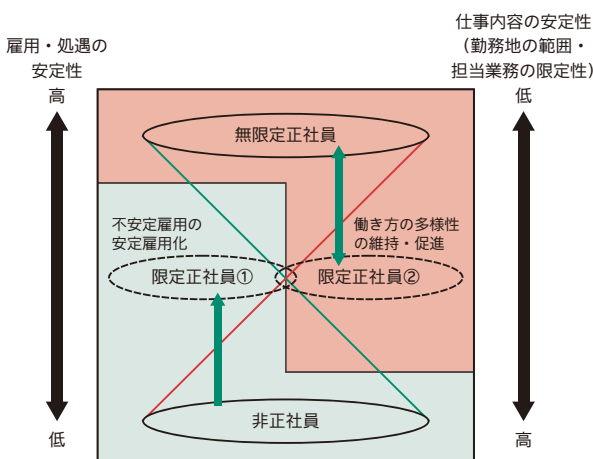 雇用・処遇の
安定性
高
仕事内容の安定性
(勤務地の範囲・
担当業務の限定性)
低
無限定正社員
不安定雇用の
安定雇用化
働き方の多様性
の維持・促進
限定正社員①
限定正社員②
非正社員
低
高